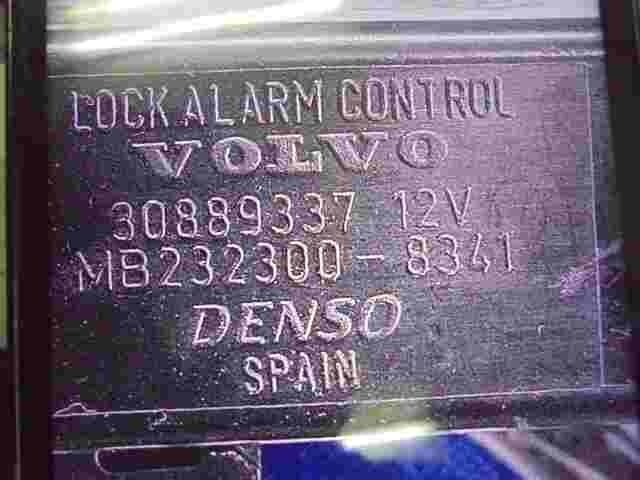 LOCK ALARM CONTROL
VOLVO
30889337 12V
MB232300-8341
DENSO
SPAIN